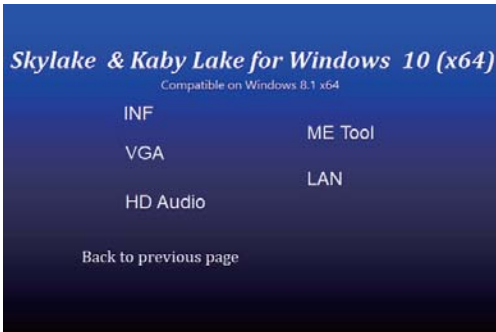 Skylake & Kaby Lake for Windows 10 (x64)
Compatible on Windows 8.1 x64
INF
ME Tool
VGA
LAN
HD Audio
Back to previous page